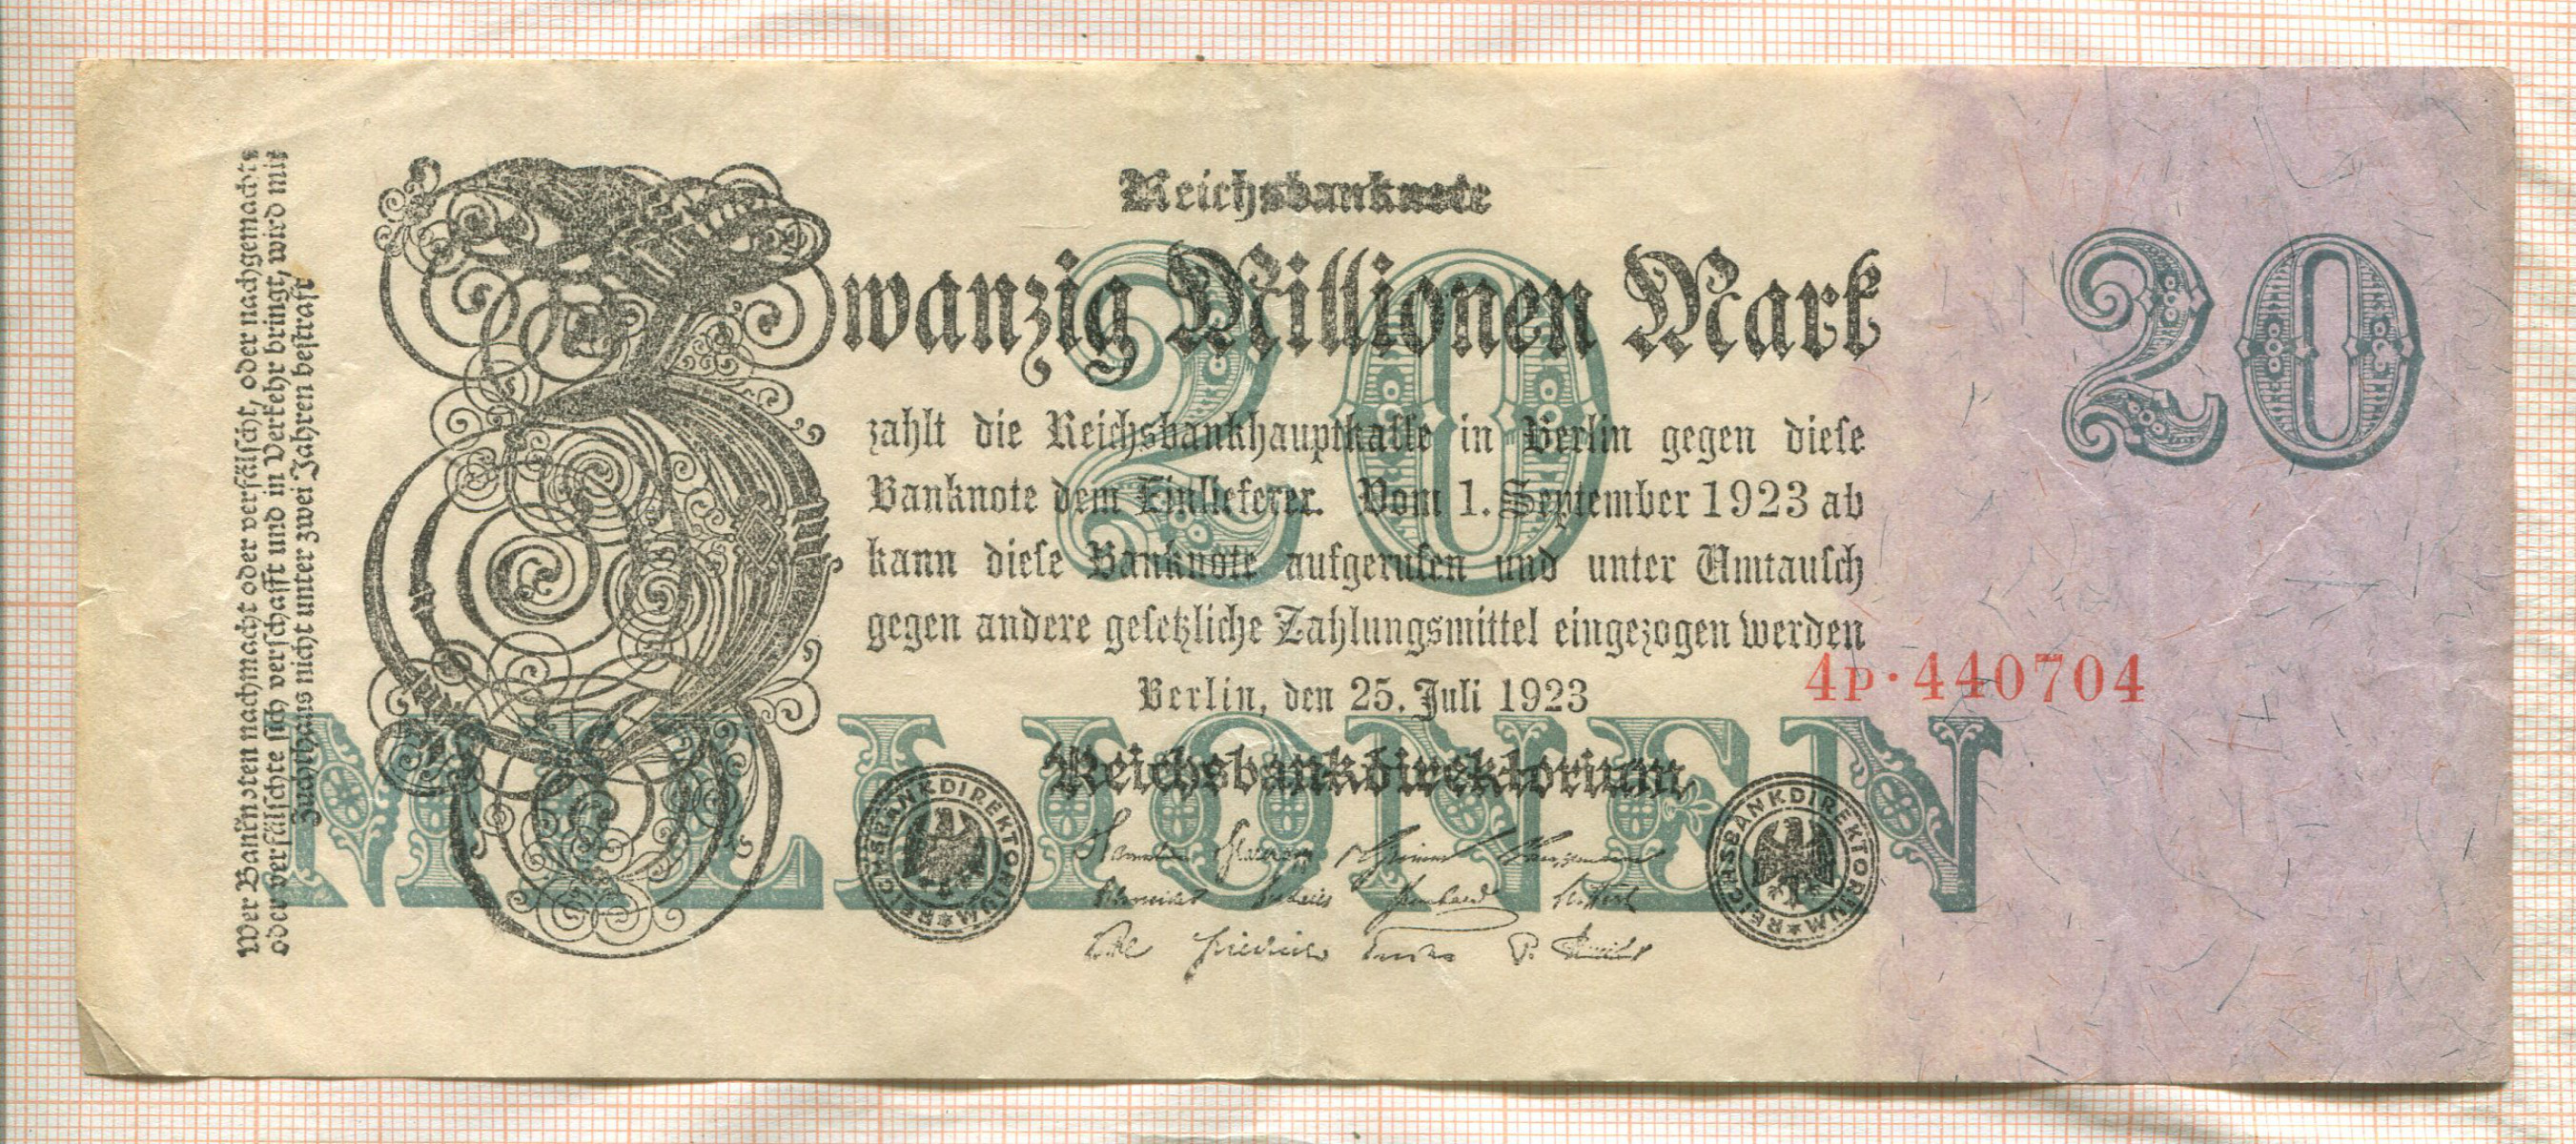 Wer Banknoten nachmacht oder verfälscht, oder nachgemachte
oder verfälschte sich verschafft und in Verkehr bringt, wird mit
Zuchthaus nicht unter zwei Jahren bestraft
Reichsbanknote
Zwanzig Millionen Mark
20
20
zahlt die Reichsbankhauptkasse in Berlin gegen diese
Banknote dem Einlieferer. Vom 1. September 1923 ab
kann diese Banknote aufgerufen und unter Umtausch
gegen andere gesetzliche Zahlungsmittel eingezogen werden
4P·440704
Berlin, den 25. Juli 1923
MILLIONEN
Reichsbankdirektorium
REICHSBANKDIREKTORIUM
REICHSBANKDIREKTORIUM